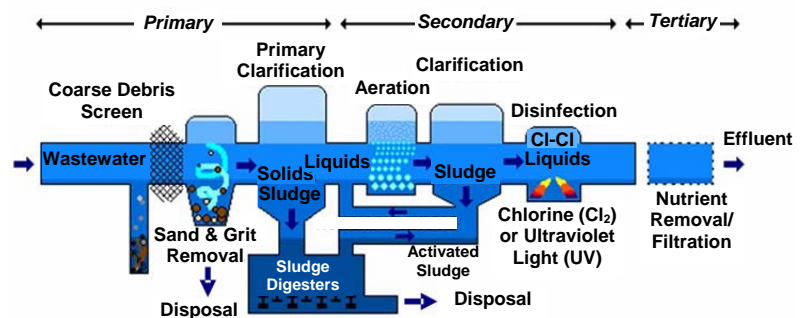 Primary
Secondary
Tertiary
Primary
Clarification
Clarification
Coarse Debris
Screen
Aeration
Disinfection
Cl-Cl
Effluent
Wastewater
Liquids
Liquids
Solids
Sludge
Sludge
Sand & Grit
Removal
Chlorine (Cl₂)
or Ultraviolet
Light (UV)
Nutrient
Removal/
Filtration
Activated
Sludge
Sludge
Digesters
Disposal
Disposal